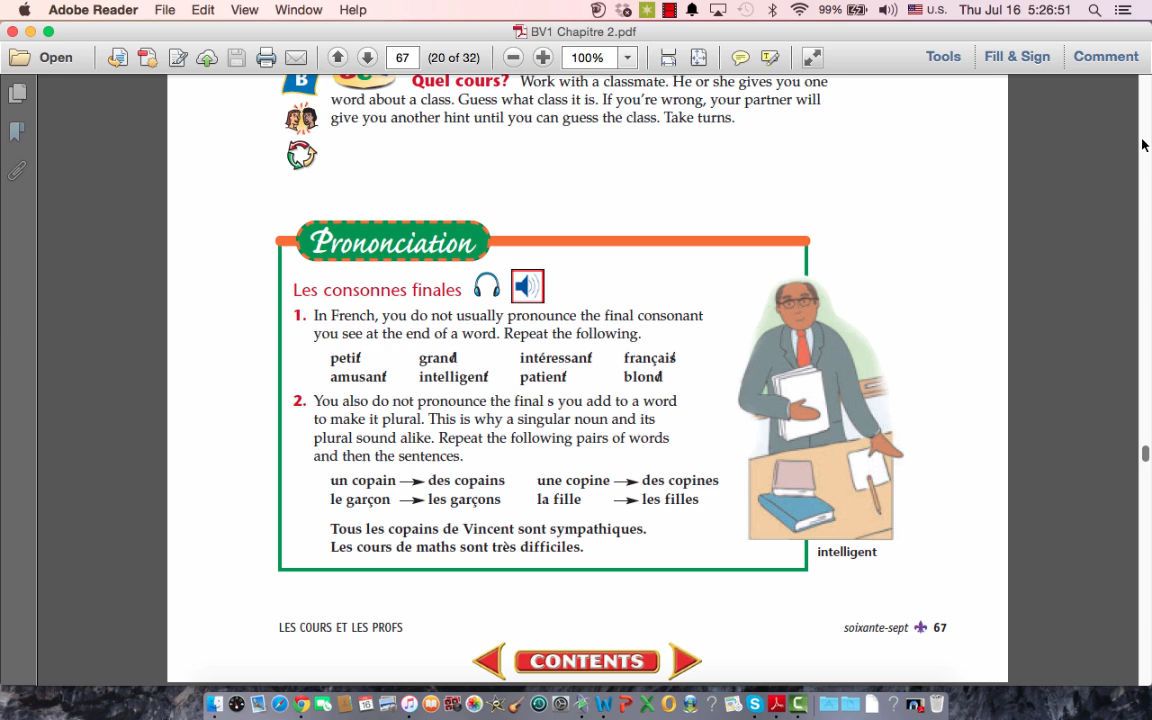 Adobe Reader File Edit View Window Help 99% U.S. Thu Jul 16 5:26:51
BV1 Chapitre 2.pdf
Open 67 (20 of 32) 100% Tools Fill & Sign Comment
B Quel cours? Work with a classmate. He or she gives you one
word about a class. Guess what class it is. If you're wrong, your partner will
give you another hint until you can guess the class. Take turns.
Prononciation
Les consonnes finales
1. In French, you do not usually pronounce the final consonant
you see at the end of a word. Repeat the following.
petit grand intéressant français
amusant intelligent patient blond
2. You also do not pronounce the final s you add to a word
to make it plural. This is why a singular noun and its
plural sound alike. Repeat the following pairs of words
and then the sentences.
un copain → des copains une copine → des copines
le garçon → les garçons la fille → les filles
Tous les copains de Vincent sont sympathiques.
Les cours de maths sont très difficiles.
intelligent
LES COURS ET LES PROFS soixante-sept 67
CONTENTS